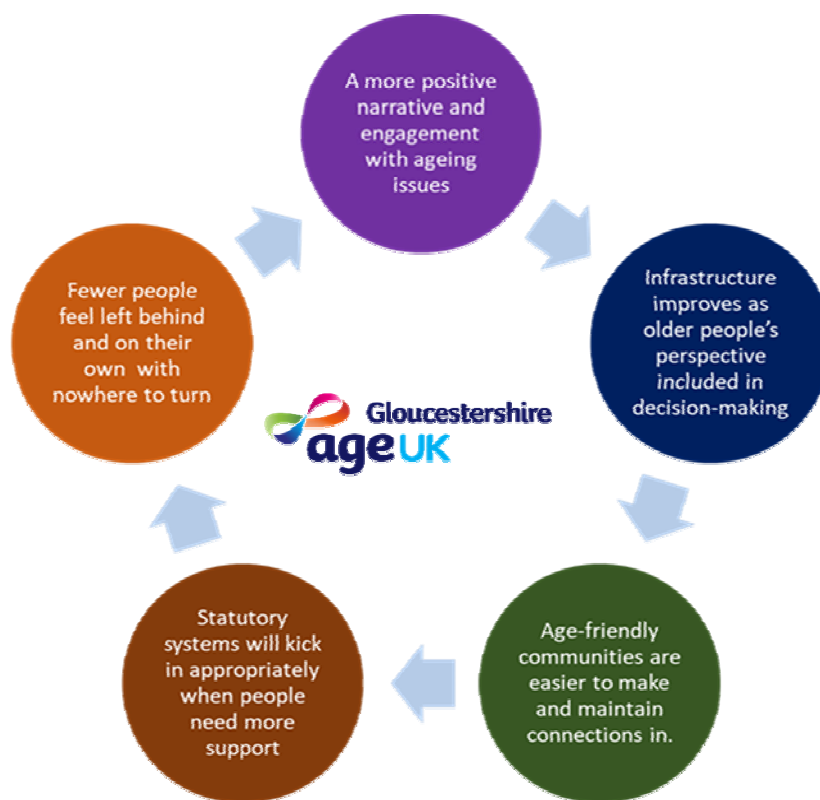 A more positive
narrative and
engagement
with ageing
issues
Infrastructure
improves as
older people's
perspective
included in
decision-making
Age-friendly
communities are
easier to make
and maintain
connections in.
Statutory
systems will kick
in appropriately
when people
need more
support
Fewer people
feel left behind
and on their
own with
nowhere to turn
Gloucestershire
ageUK